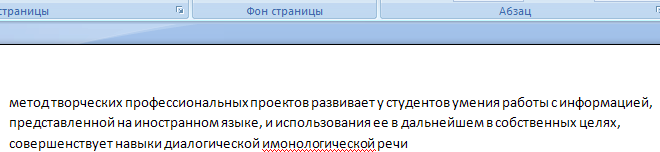 страницы
Фон страницы
Абзац
метод творческих профессиональных проектов развивает у студентов умения работы с информацией,
представленной на иностранном языке, и использования ее в дальнейшем в собственных целях,
совершенствует навыки диалогической имонологической речи